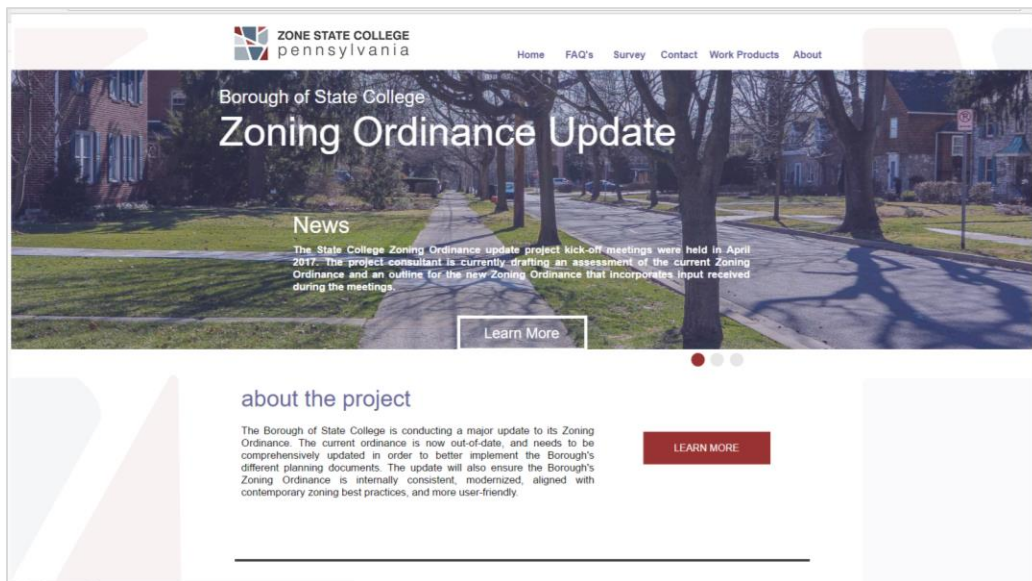 ZONE STATE COLLEGE
pennsylvania
Home FAQ's Survey Contact Work Products About
Borough of State College
Zoning Ordinance Update
News
The State College Zoning Ordinance update project kick-off meetings were held in April
2017. The project consultant is currently drafting an assessment of the current Zoning
Ordinance and an outline for the new Zoning Ordinance that incorporates input received
during the meetings.
Learn More
about the project
The Borough of State College is conducting a major update to its Zoning
Ordinance. The current ordinance is now out-of-date, and needs to be
comprehensively updated in order to better implement the Borough's
different planning documents. The update will also ensure the Borough's
Zoning Ordinance is internally consistent, modernized, aligned with
contemporary zoning best practices, and more user-friendly.
LEARN MORE